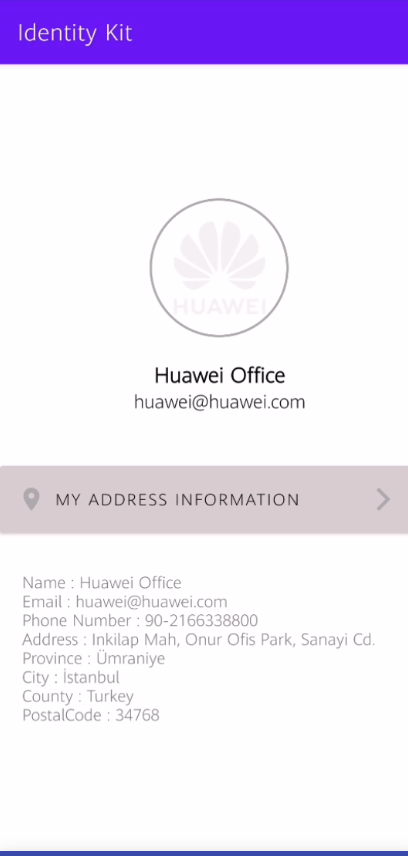 Identity Kit
HUAWEI
Huawei Office
huawei@huawei.com
MY ADDRESS INFORMATION
Name : Huawei Office
Email : huawei@huawei.com
Phone Number : 90-2166338800
Address : Inkilap Mah, Onur Ofis Park, Sanayi Cd.
Province : Ümraniye
City : İstanbul
County : Turkey
PostalCode : 34768